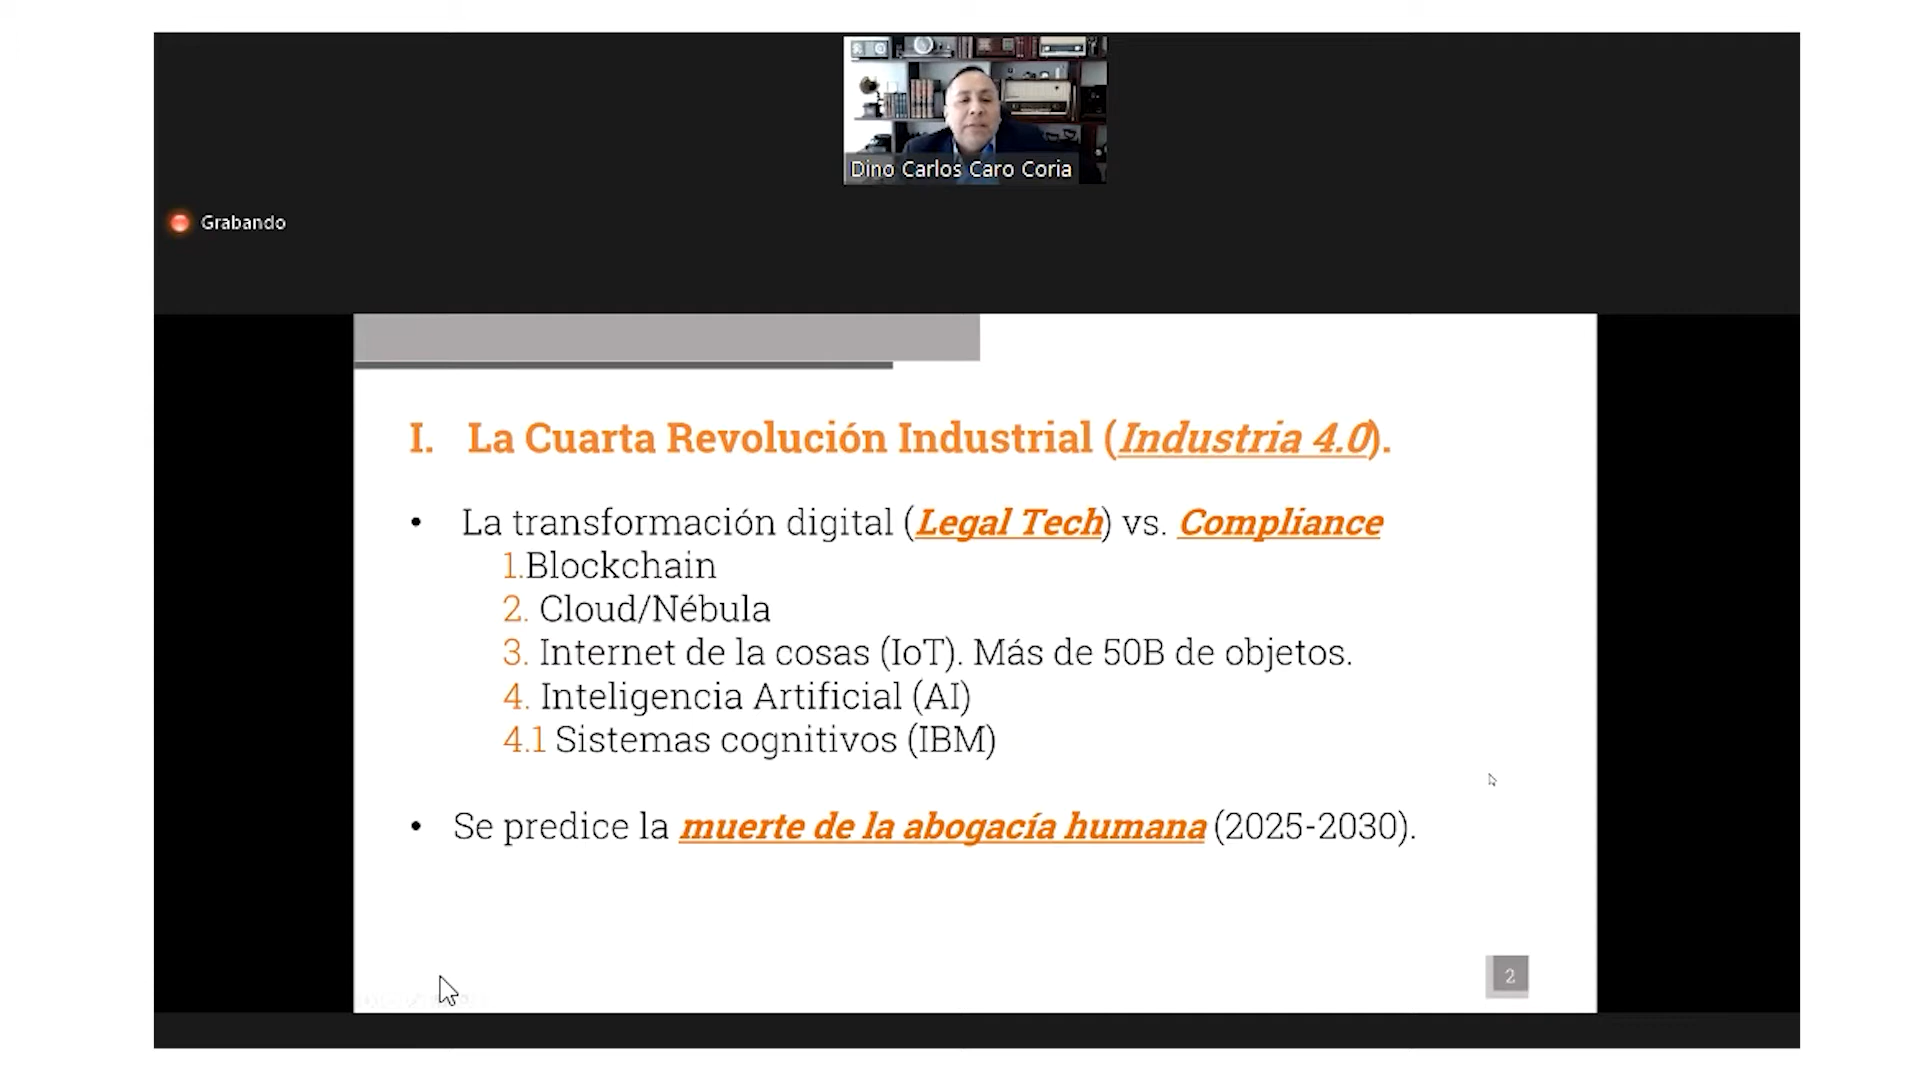 Dino Carlos Caro Coria
Grabando
I. La Cuarta Revolución Industrial (Industria 4.0).
• La transformación digital (Legal Tech) vs. Compliance
1.Blockchain
2. Cloud/Nébula
3. Internet de la cosas (IoT). Más de 50B de objetos.
4. Inteligencia Artificial (AI)
4.1 Sistemas cognitivos (IBM)
• Se predice la muerte de la abogacía humana (2025-2030).
2